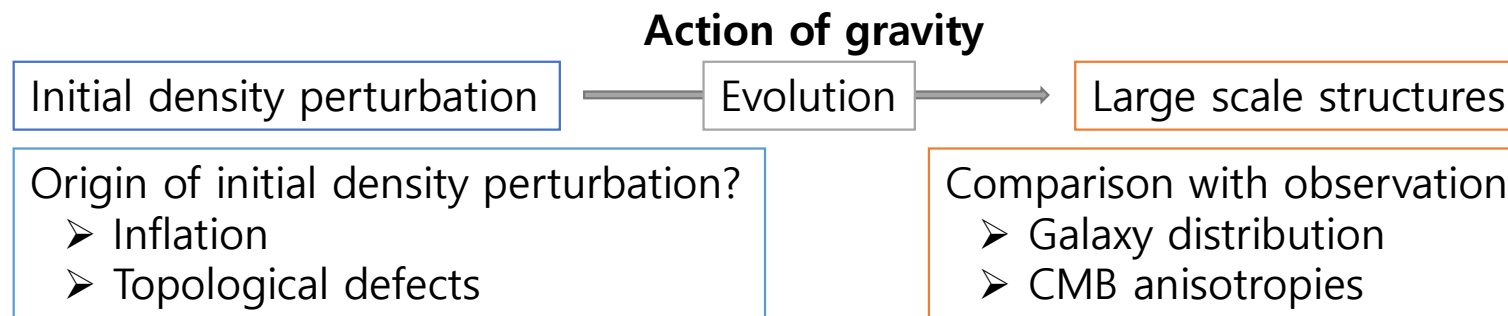 Action of gravity
Initial density perturbation
Evolution
Large scale structures
Origin of initial density perturbation?
➢ Inflation
➢ Topological defects
Comparison with observation
➢ Galaxy distribution
➢ CMB anisotropies